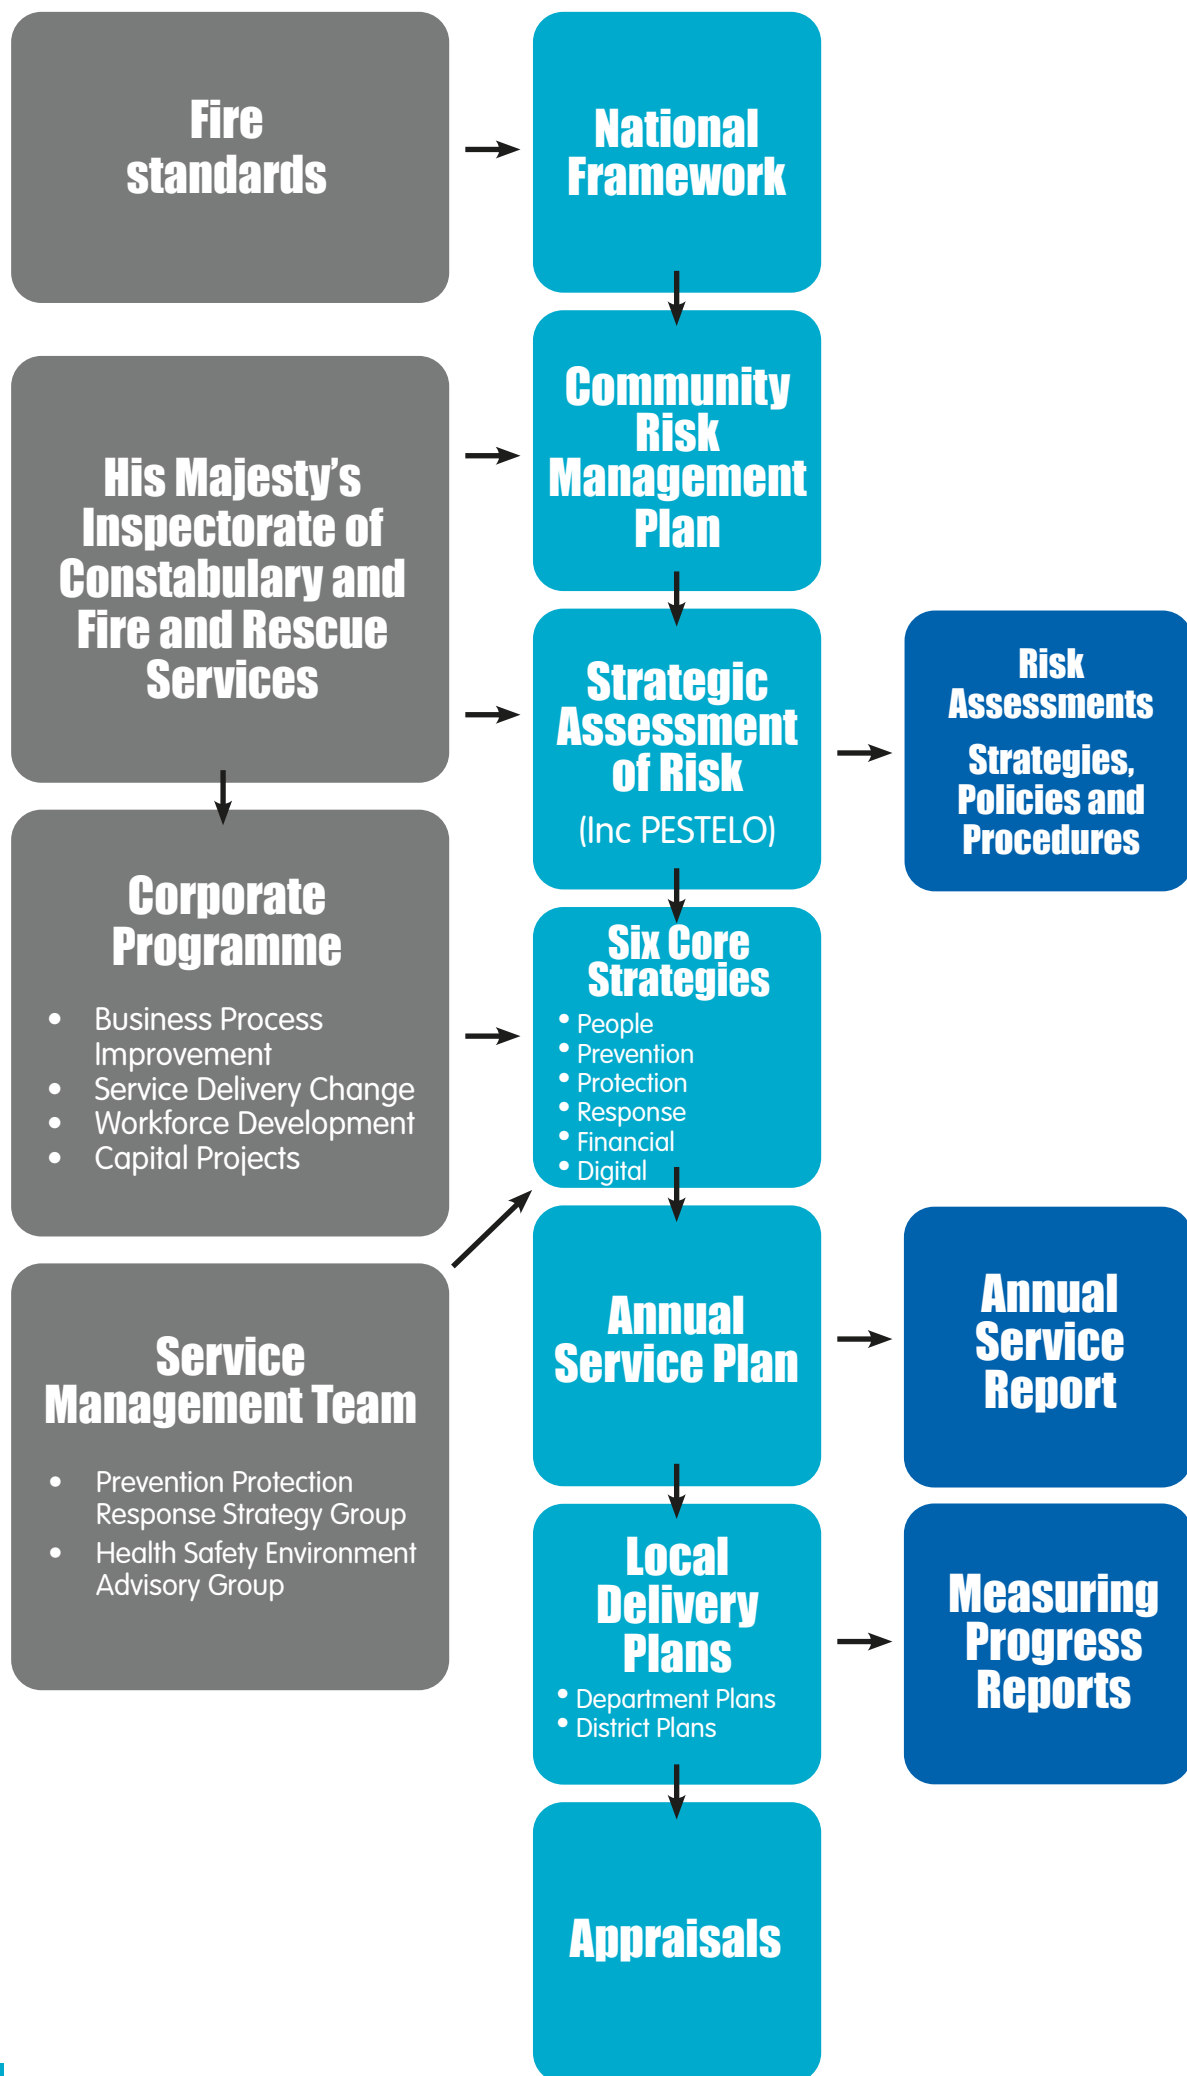 Fire
standards
National
Framework
His Majesty’s
Inspectorate of
Constabulary and
Fire and Rescue
Services
Community
Risk
Management
Plan
Strategic
Assessment
of Risk
(Inc PESTELO)
Risk
Assessments
Strategies,
Policies and
Procedures
Corporate
Programme
• Business Process
Improvement
• Service Delivery Change
• Workforce Development
• Capital Projects
Six Core
Strategies
• People
• Prevention
• Protection
• Response
• Financial
• Digital
Service
Management Team
• Prevention Protection
Response Strategy Group
• Health Safety Environment
Advisory Group
Annual
Service Plan
Annual
Service
Report
Local
Delivery
Plans
• Department Plans
• District Plans
Measuring
Progress
Reports
Appraisals